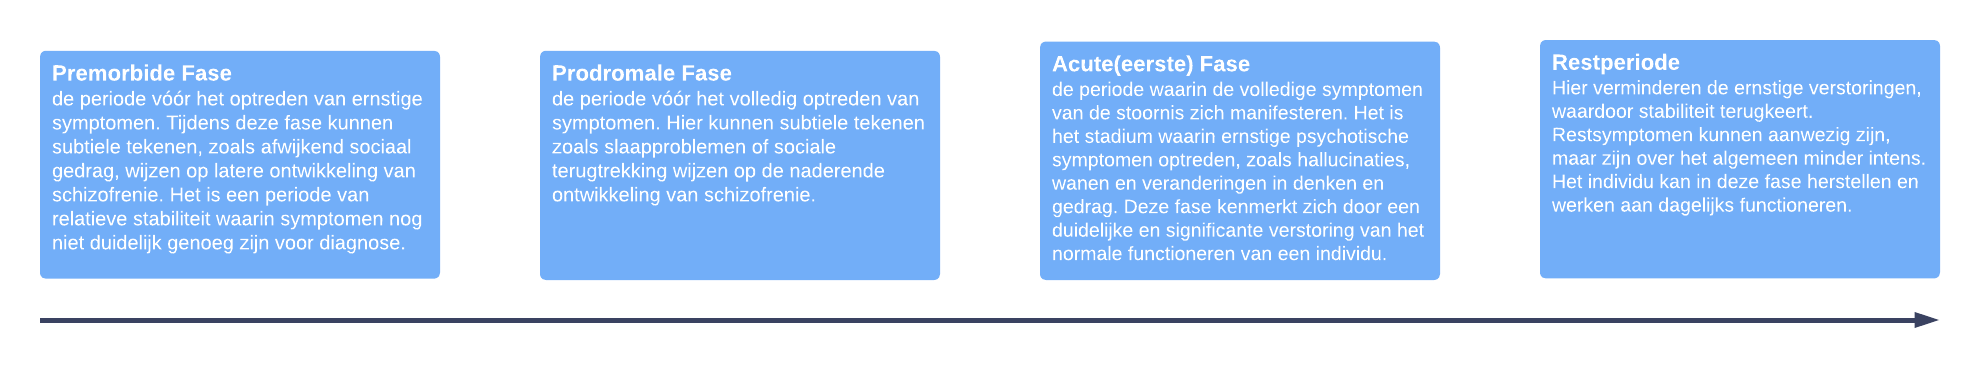 Premorbide Fase
de periode vóór het optreden van ernstige
symptomen. Tijdens deze fase kunnen
subtiele tekenen, zoals afwijkend sociaal
gedrag, wijzen op latere ontwikkeling van
schizofrenie. Het is een periode van
relatieve stabiliteit waarin symptomen nog
niet duidelijk genoeg zijn voor diagnose.
Prodromale Fase
de periode vóór het volledig optreden van
symptomen. Hier kunnen subtiele tekenen
zoals slaapproblemen of sociale
terugtrekking wijzen op de naderende
ontwikkeling van schizofrenie.
Acute(eerste) Fase
de periode waarin de volledige symptomen
van de stoornis zich manifesteren. Het is
het stadium waarin ernstige psychotische
symptomen optreden, zoals hallucinaties,
wanen en veranderingen in denken en
gedrag. Deze fase kenmerkt zich door een
duidelijke en significante verstoring van het
normale functioneren van een individu.
Restperiode
Hier verminderen de ernstige verstoringen,
waardoor stabiliteit terugkeert.
Restsymptomen kunnen aanwezig zijn,
maar zijn over het algemeen minder intens.
Het individu kan in deze fase herstellen en
werken aan dagelijks functioneren.